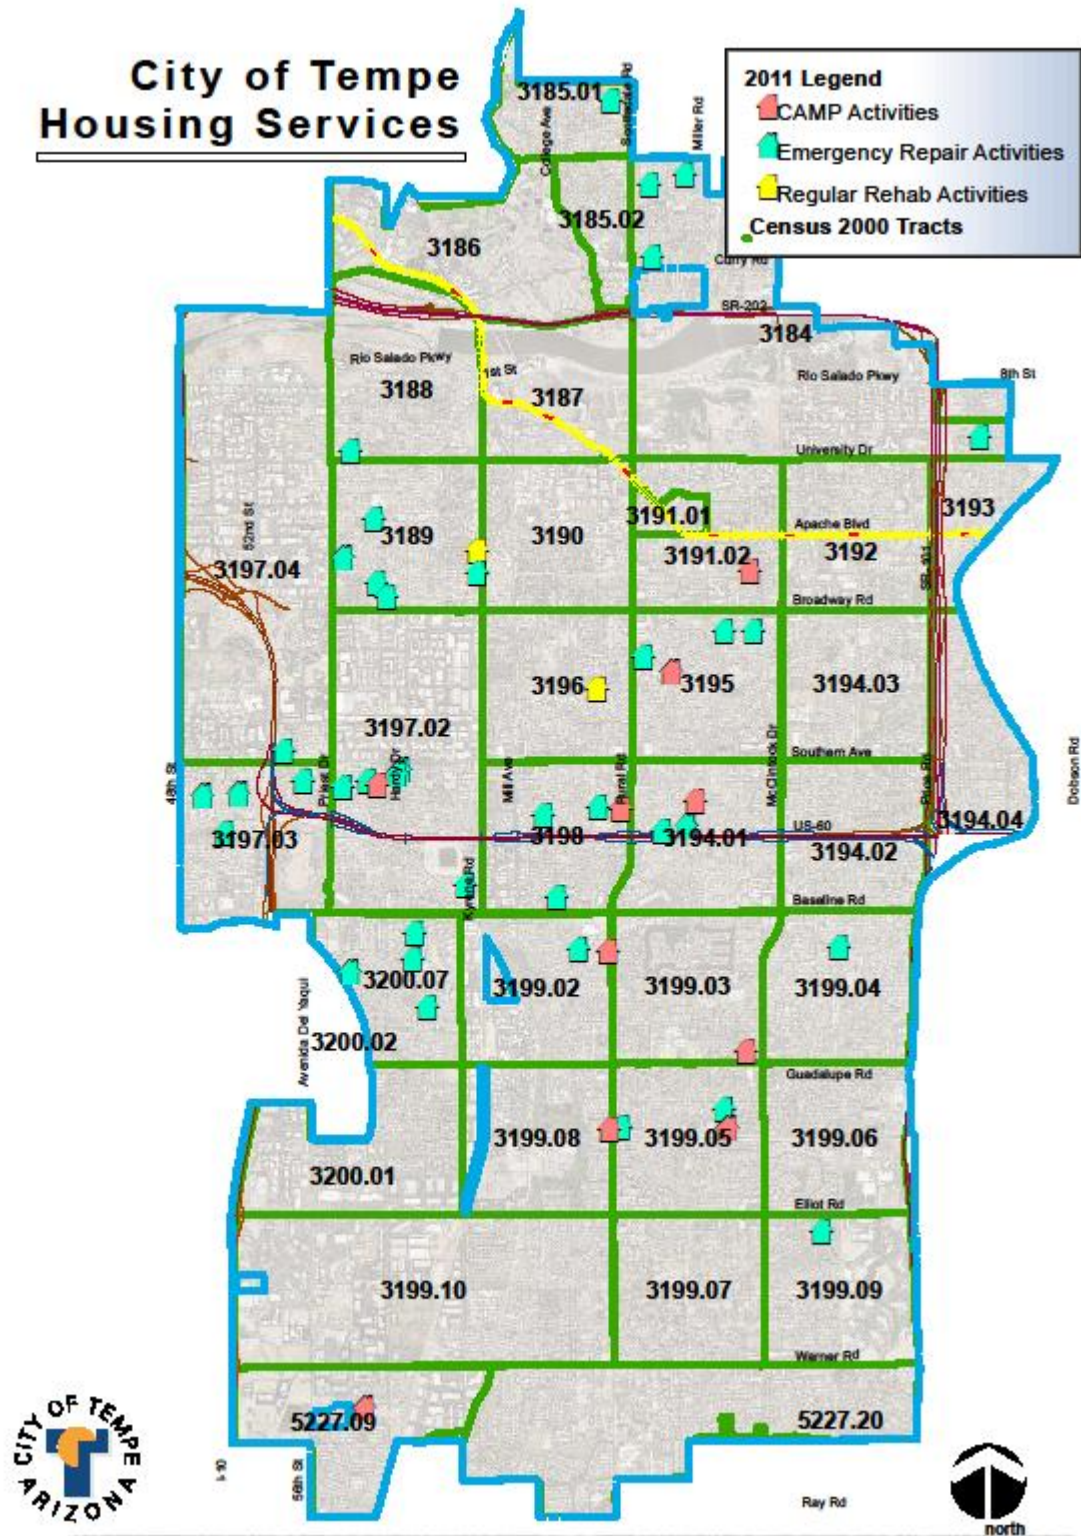 City of Tempe
Housing Services
2011 Legend
CAMP Activities
Emergency Repair Activities
Regular Rehab Activities
Census 2000 Tracts
3185.01
College Ave
Miller Rd
3185.02
3186
Curry Rd
SR-202
3184
Rio Salado Pkwy
1st St
Rio Salado Pkwy
8th St
3188
3187
University Dr
52nd St
3189
3190
3191.01
Apache Blvd
3193
3191.02
3192
3197.04
SR-101
Broadway Rd
3196
3195
3194.03
3197.02
Southern Ave
48th St
Priest Dr
Hardy Dr
Mill Ave
Rural Rd
McClintock Dr
Price Rd
Dobson Rd
3197.03
3198
3194.01
US-60
3194.02
3194.04
Kyrene Rd
Baseline Rd
3200.07
3199.02
3199.03
3199.04
Avenida Del Yaqui
3200.02
Guadalupe Rd
3199.08
3199.05
3199.06
3200.01
Elliot Rd
3199.10
3199.07
3199.09
Warner Rd
5227.09
5227.20
CITY OF TEMPE
ARIZONA
I-10
56th St
Ray Rd
north